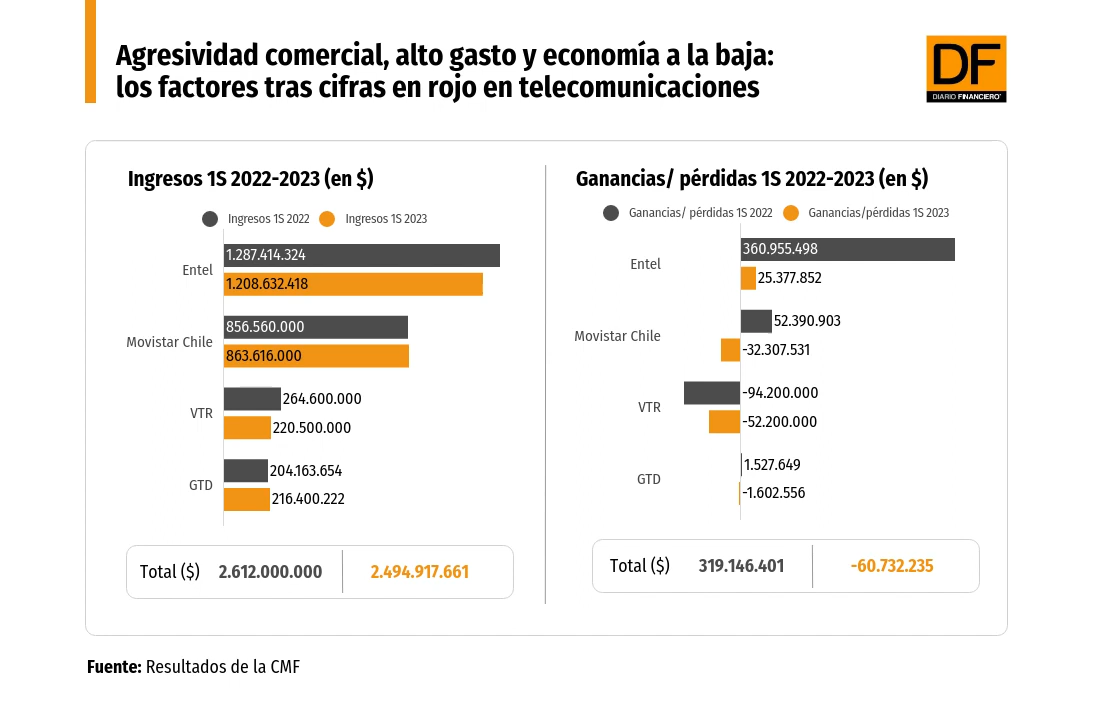 Agresividad comercial, alto gasto y economía a la baja:
los factores tras cifras en rojo en telecomunicaciones
DF
DIARIO FINANCIERO®
Ingresos 1S 2022-2023 (en $)
Ingresos 1S 2022 Ingresos 1S 2023
Entel
1.287.414.324
1.208.632.418
Movistar Chile
856.560.000
863.616.000
VTR
264.600.000
220.500.000
GTD
204.163.654
216.400.222
Total ($) 2.612.000.000 2.494.917.661
Ganancias/ pérdidas 1S 2022-2023 (en $)
Ganancias/ pérdidas 1S 2022 Ganancias/pérdidas 1S 2023
Entel
360.955.498
25.377.852
Movistar Chile
52.390.903
-32.307.531
VTR
-94.200.000
-52.200.000
GTD
1.527.649
-1.602.556
Total ($) 319.146.401 -60.732.235
Fuente: Resultados de la CMF